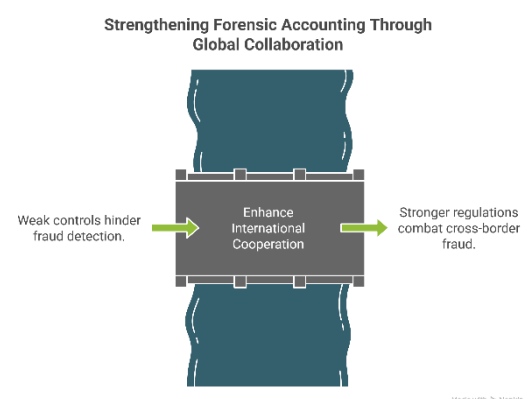 Strengthening Forensic Accounting Through
Global Collaboration
Weak controls hinder
fraud detection.
Enhance
International
Cooperation
Stronger regulations
combat cross-border
fraud.